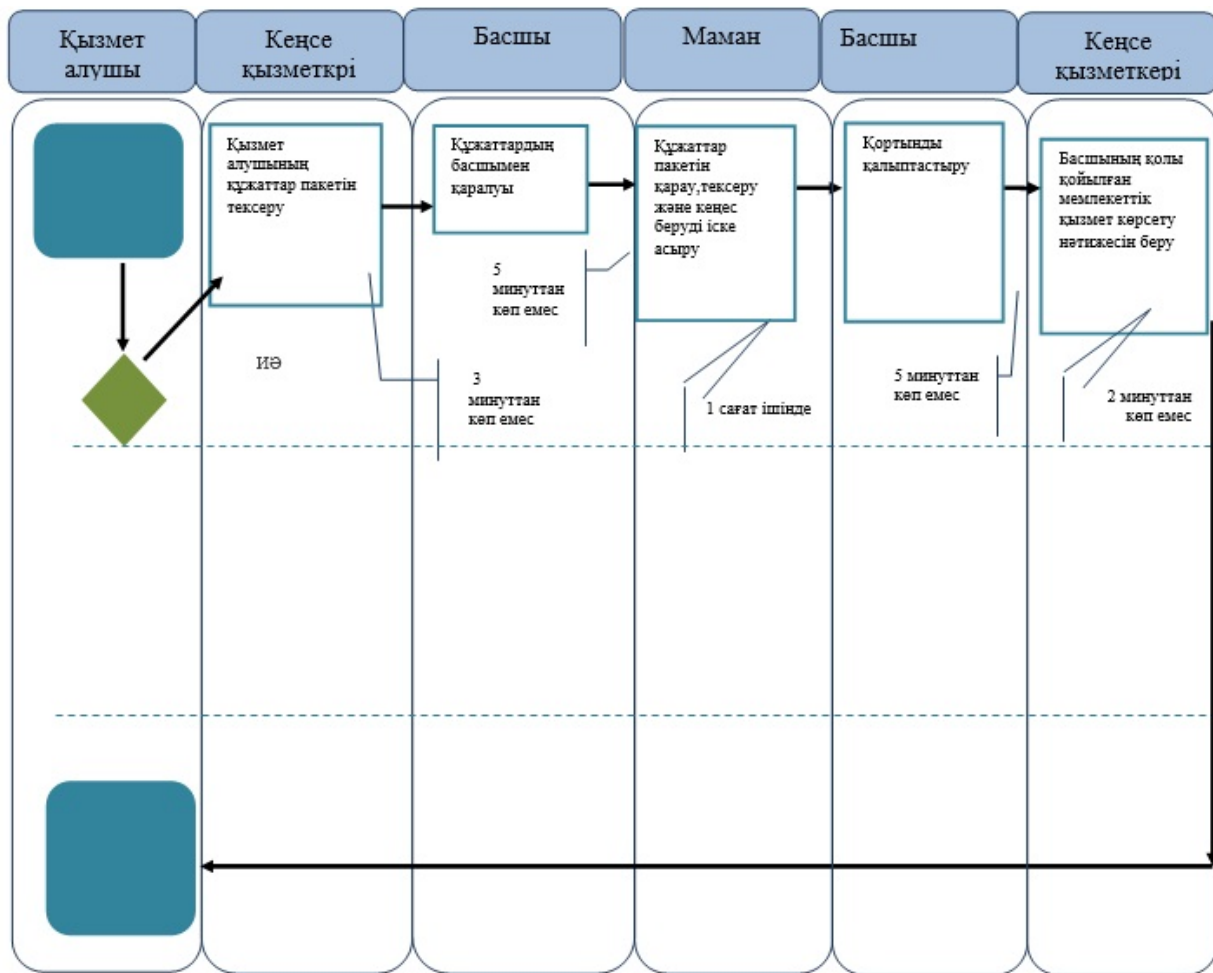 Қызмет
алушы
Кеңсе
қызметкрі
Басшы
Маман
Басшы
Кеңсе
қызметкері
Қызмет
алушының
құжаттар пакетін
тексеру
Құжаттардың
басшымен
қаралуы
Құжаттар
пакетін
қарау,тексеру
және кеңес
беруді іске
асыру
Қортынды
қалыптастыру
Басшының қолы
қойылған
мемлекеттік
қызмет көрсету
нәтижесін беру
5
минуттан
көп емес
иә
3
минуттан
көп емес
1 сағат ішінде
5 минуттан
көп емес
2 минуттан
көп емес